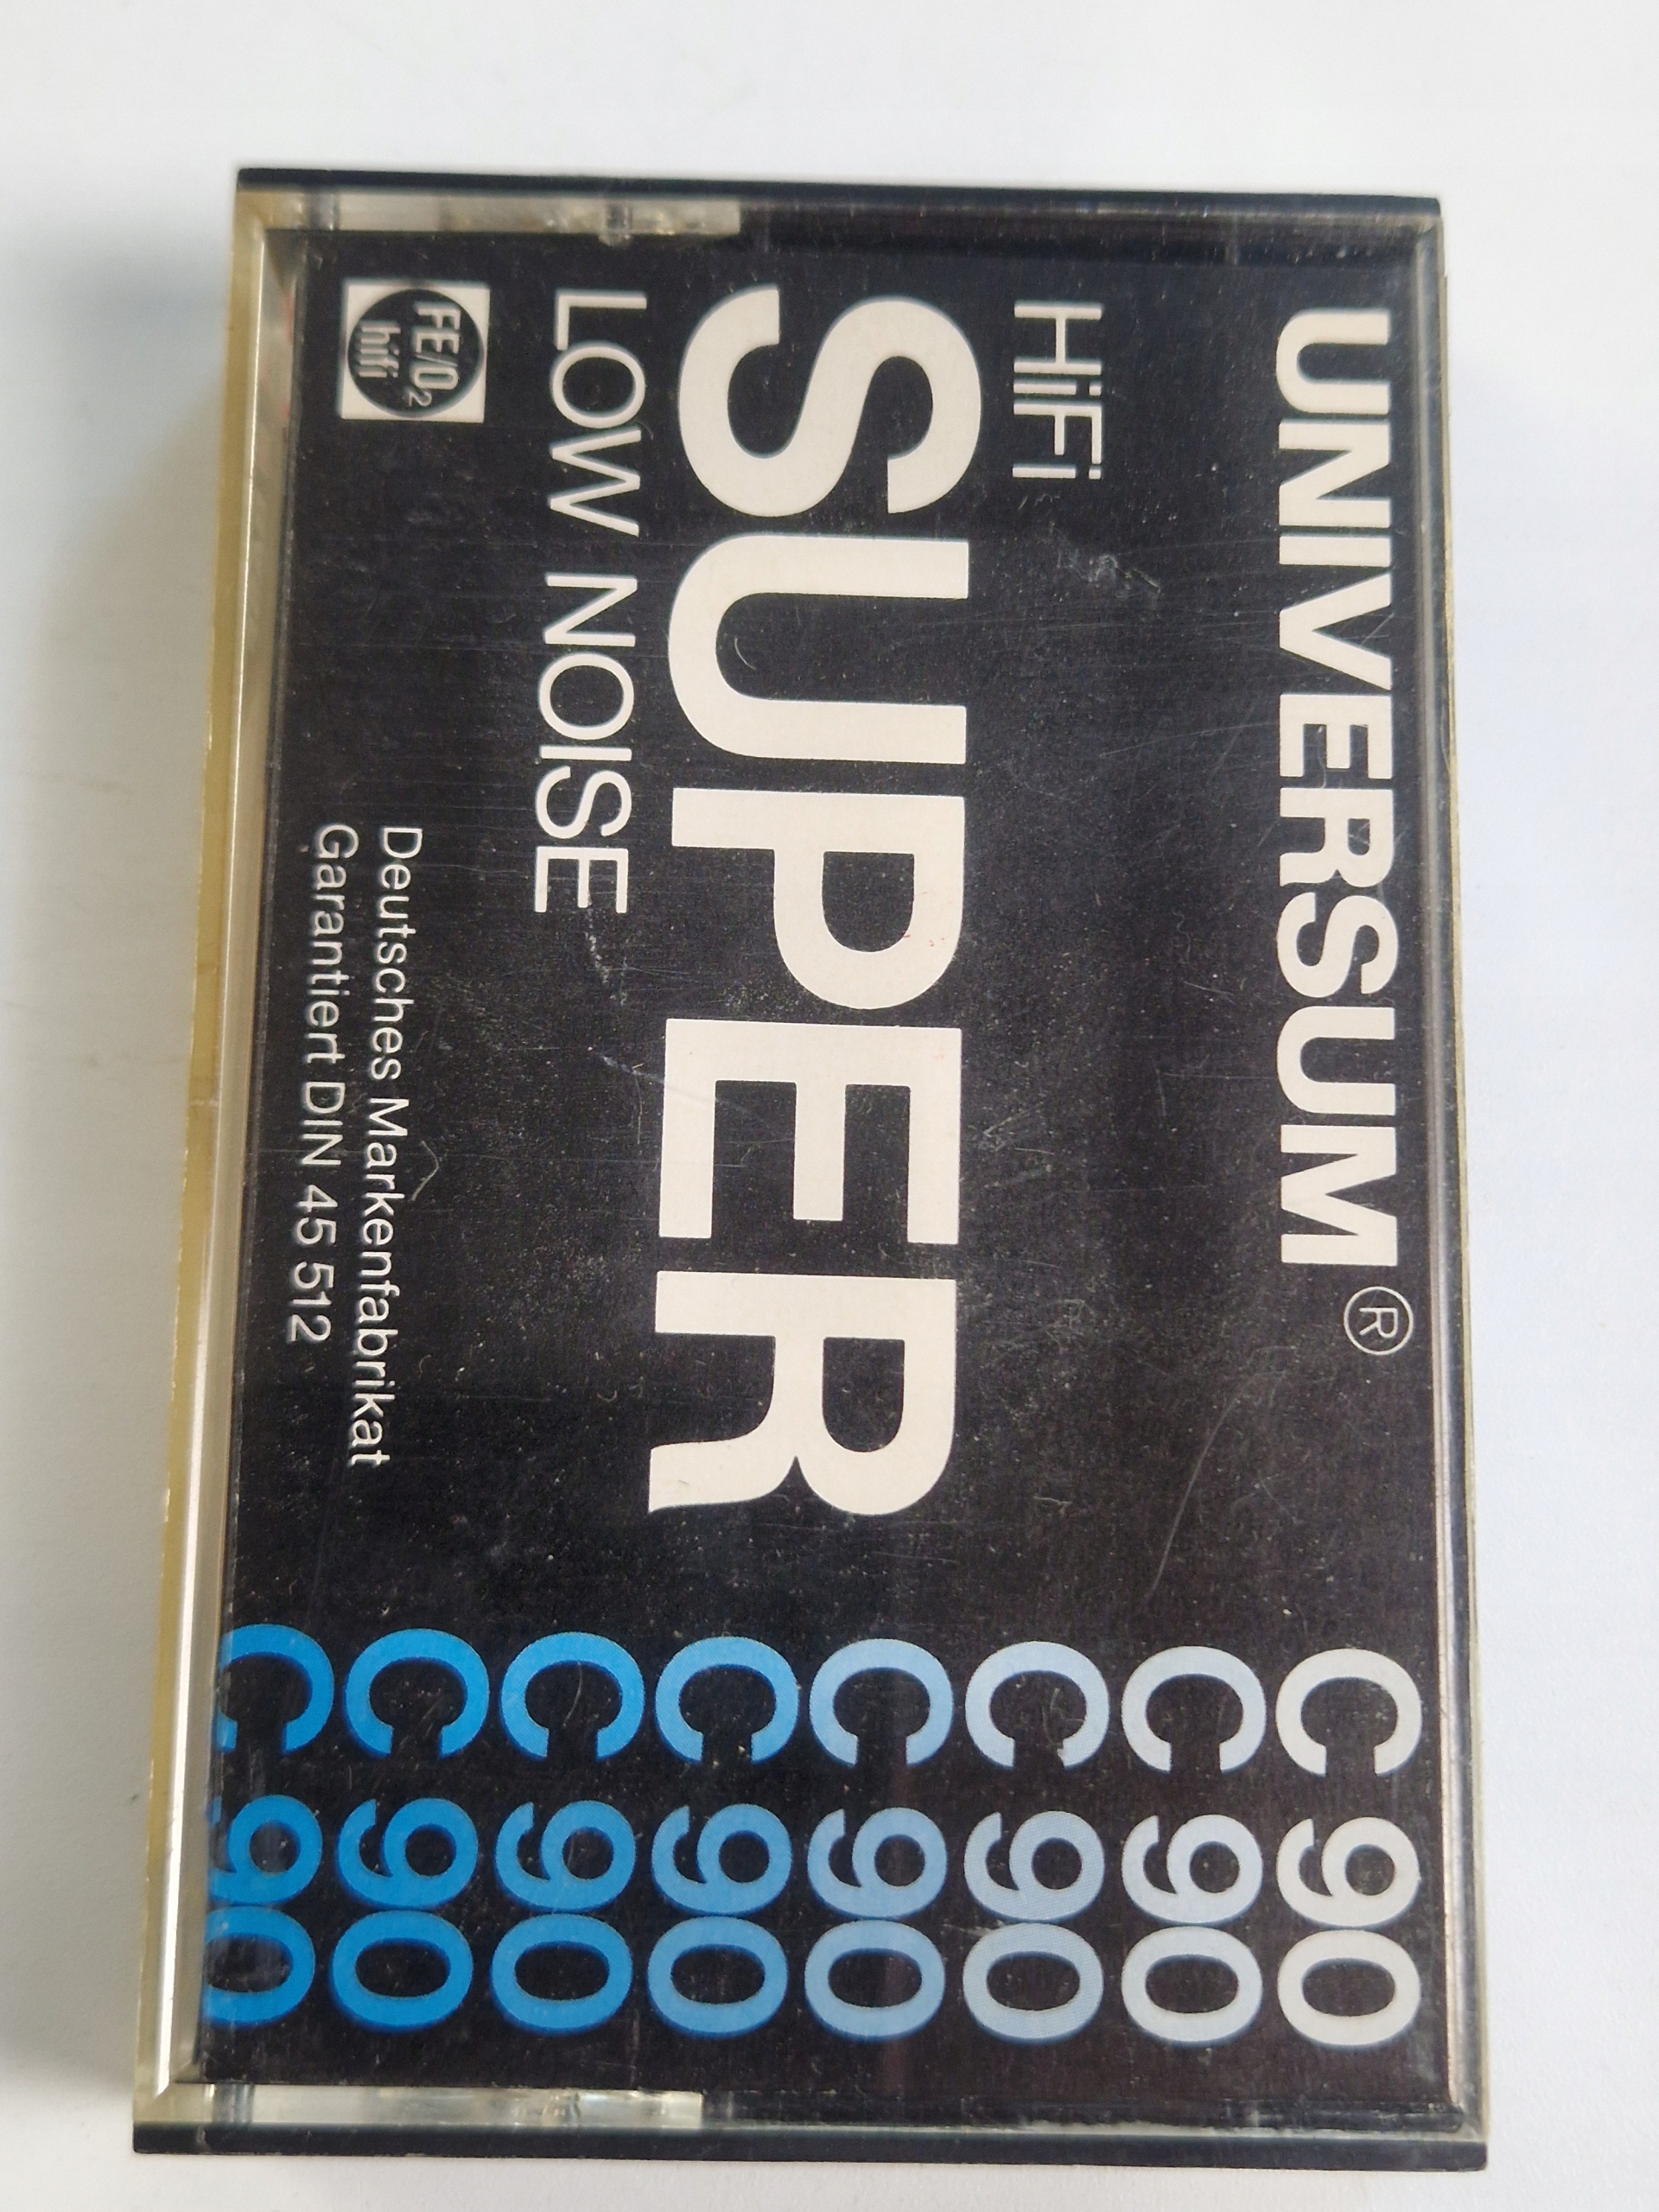 UNIVERSUM ®
HiFi
SUPER
LOW NOISE
FE/O₂
hifi
Deutsches Markenfabrikat
Garantiert DIN 45 512
C 90
C 90
C 90
C 90
C 90
C 90
C 90
C 90